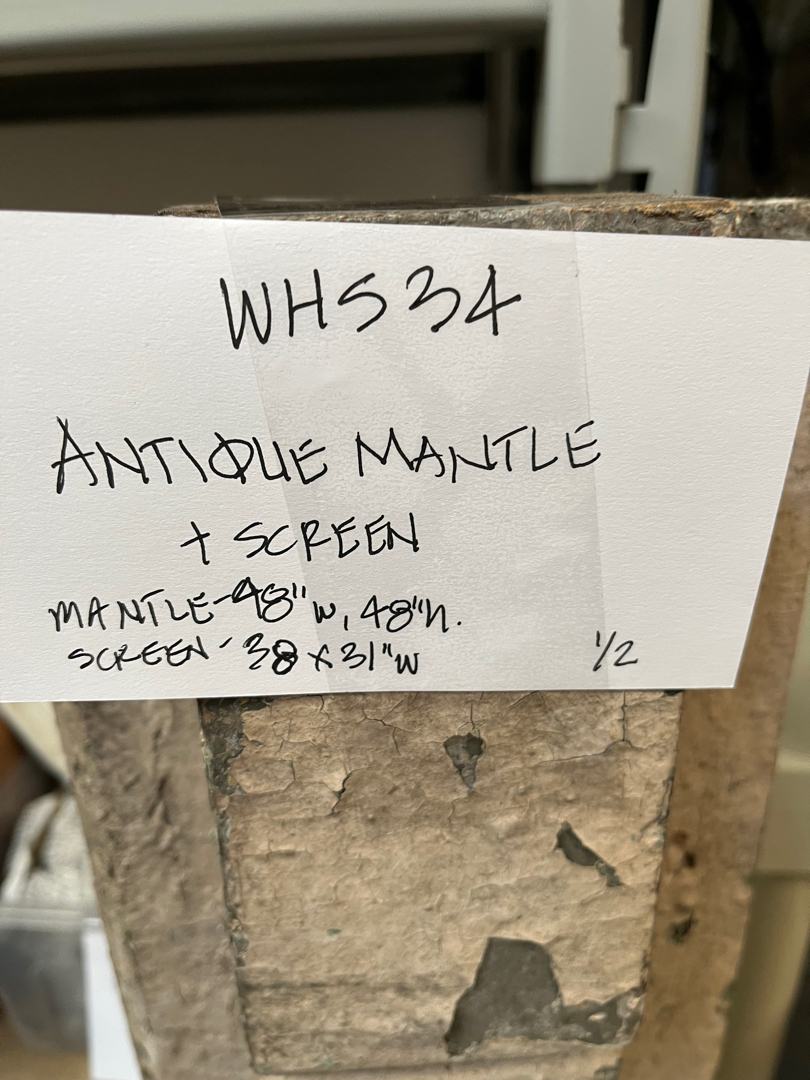 WHS34
ANTIQUE MANTLE
+ SCREEN
MANTLE-48"W, 48"H.
SCREEN - 38 x 31"W
1/2